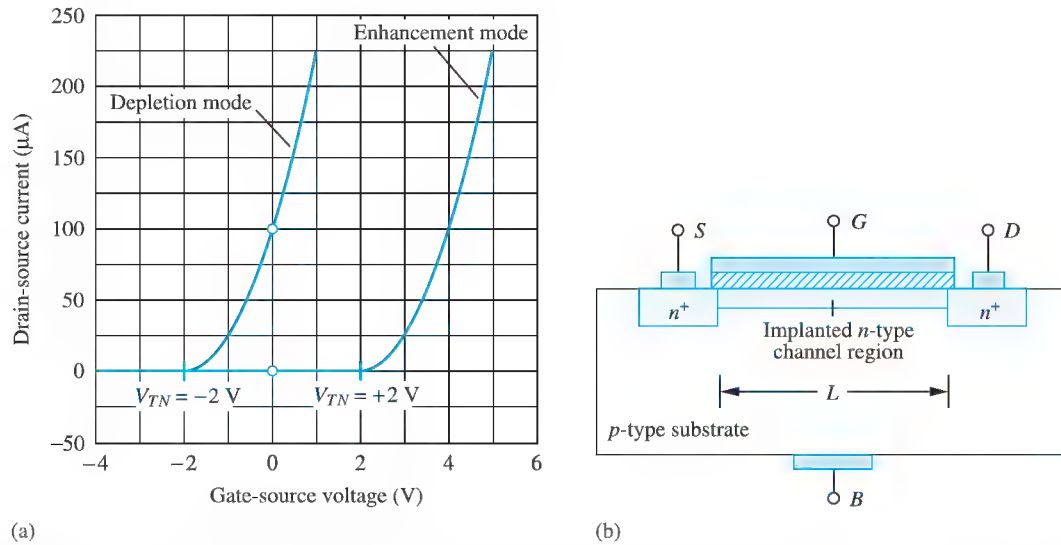 250
200
150
100
50
0
−50
Drain-source current (μA)
Enhancement mode
Depletion mode
V_TN = −2 V
V_TN = +2 V
−4
−2
0
2
4
6
Gate-source voltage (V)
(a)
S
G
D
n+
n+
Implanted n-type
channel region
L
p-type substrate
B
(b)